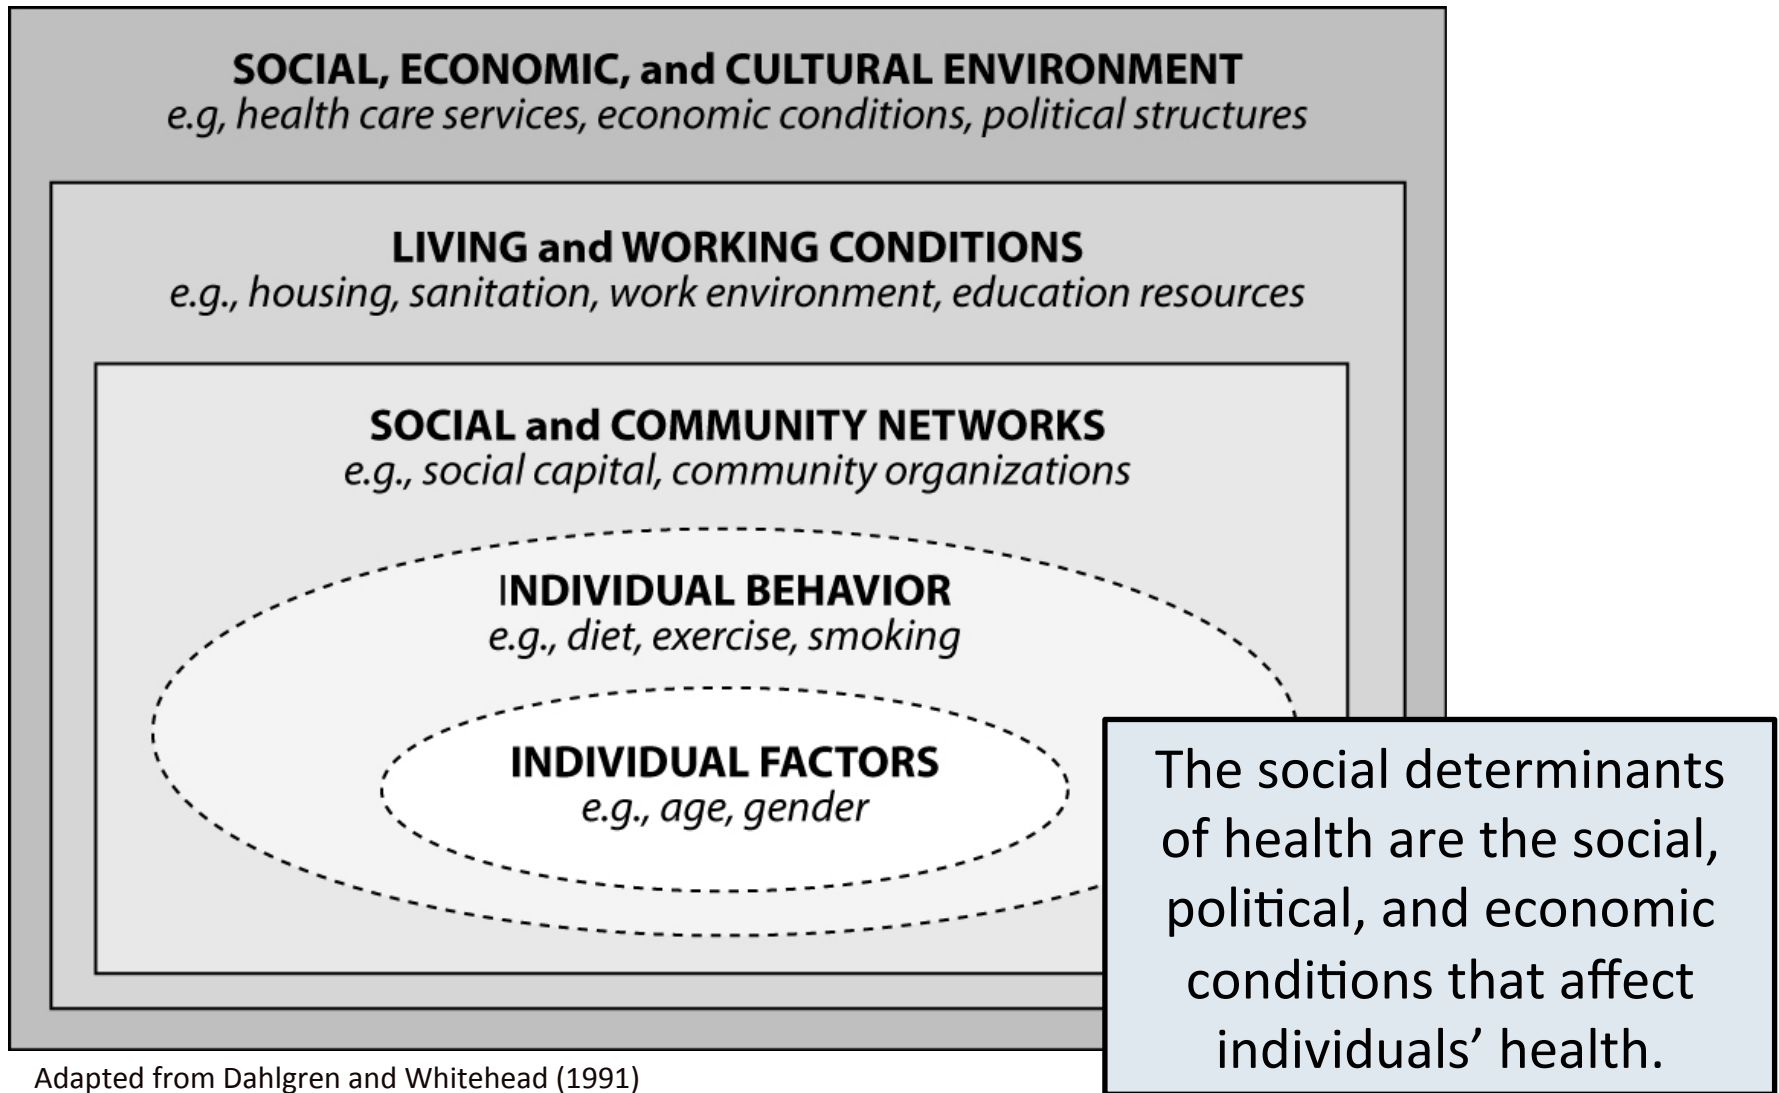 SOCIAL, ECONOMIC, and CULTURAL ENVIRONMENT
e.g, health care services, economic conditions, political structures
LIVING and WORKING CONDITIONS
e.g., housing, sanitation, work environment, education resources
SOCIAL and COMMUNITY NETWORKS
e.g., social capital, community organizations
INDIVIDUAL BEHAVIOR
e.g., diet, exercise, smoking
INDIVIDUAL FACTORS
e.g., age, gender
The social determinants
of health are the social,
political, and economic
conditions that affect
individuals’ health.
Adapted from Dahlgren and Whitehead (1991)